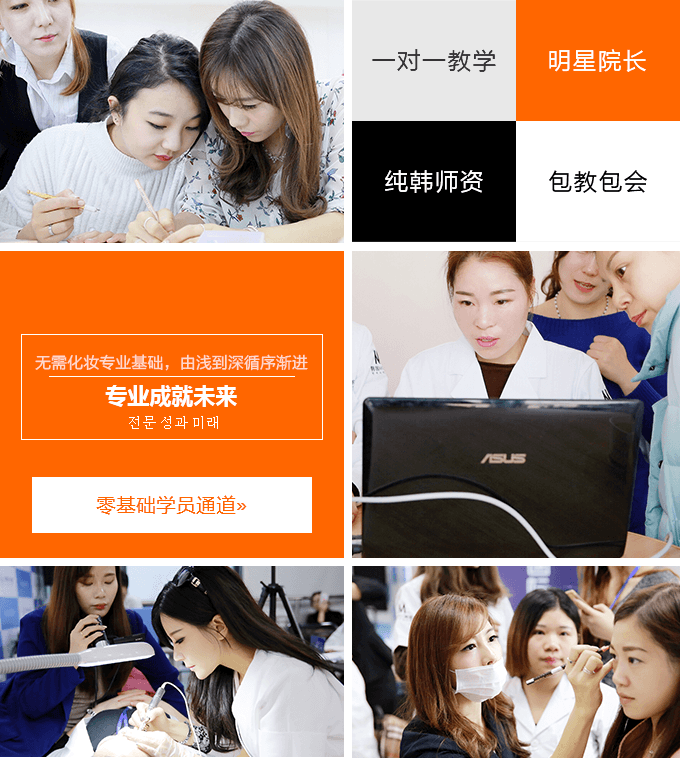 一对一教学
明星院长
纯韩师资
包教包会
无需化妆专业基础，由浅到深循序渐进
专业成就未来
전문 성과 미래
零基础学员通道»
ASUS